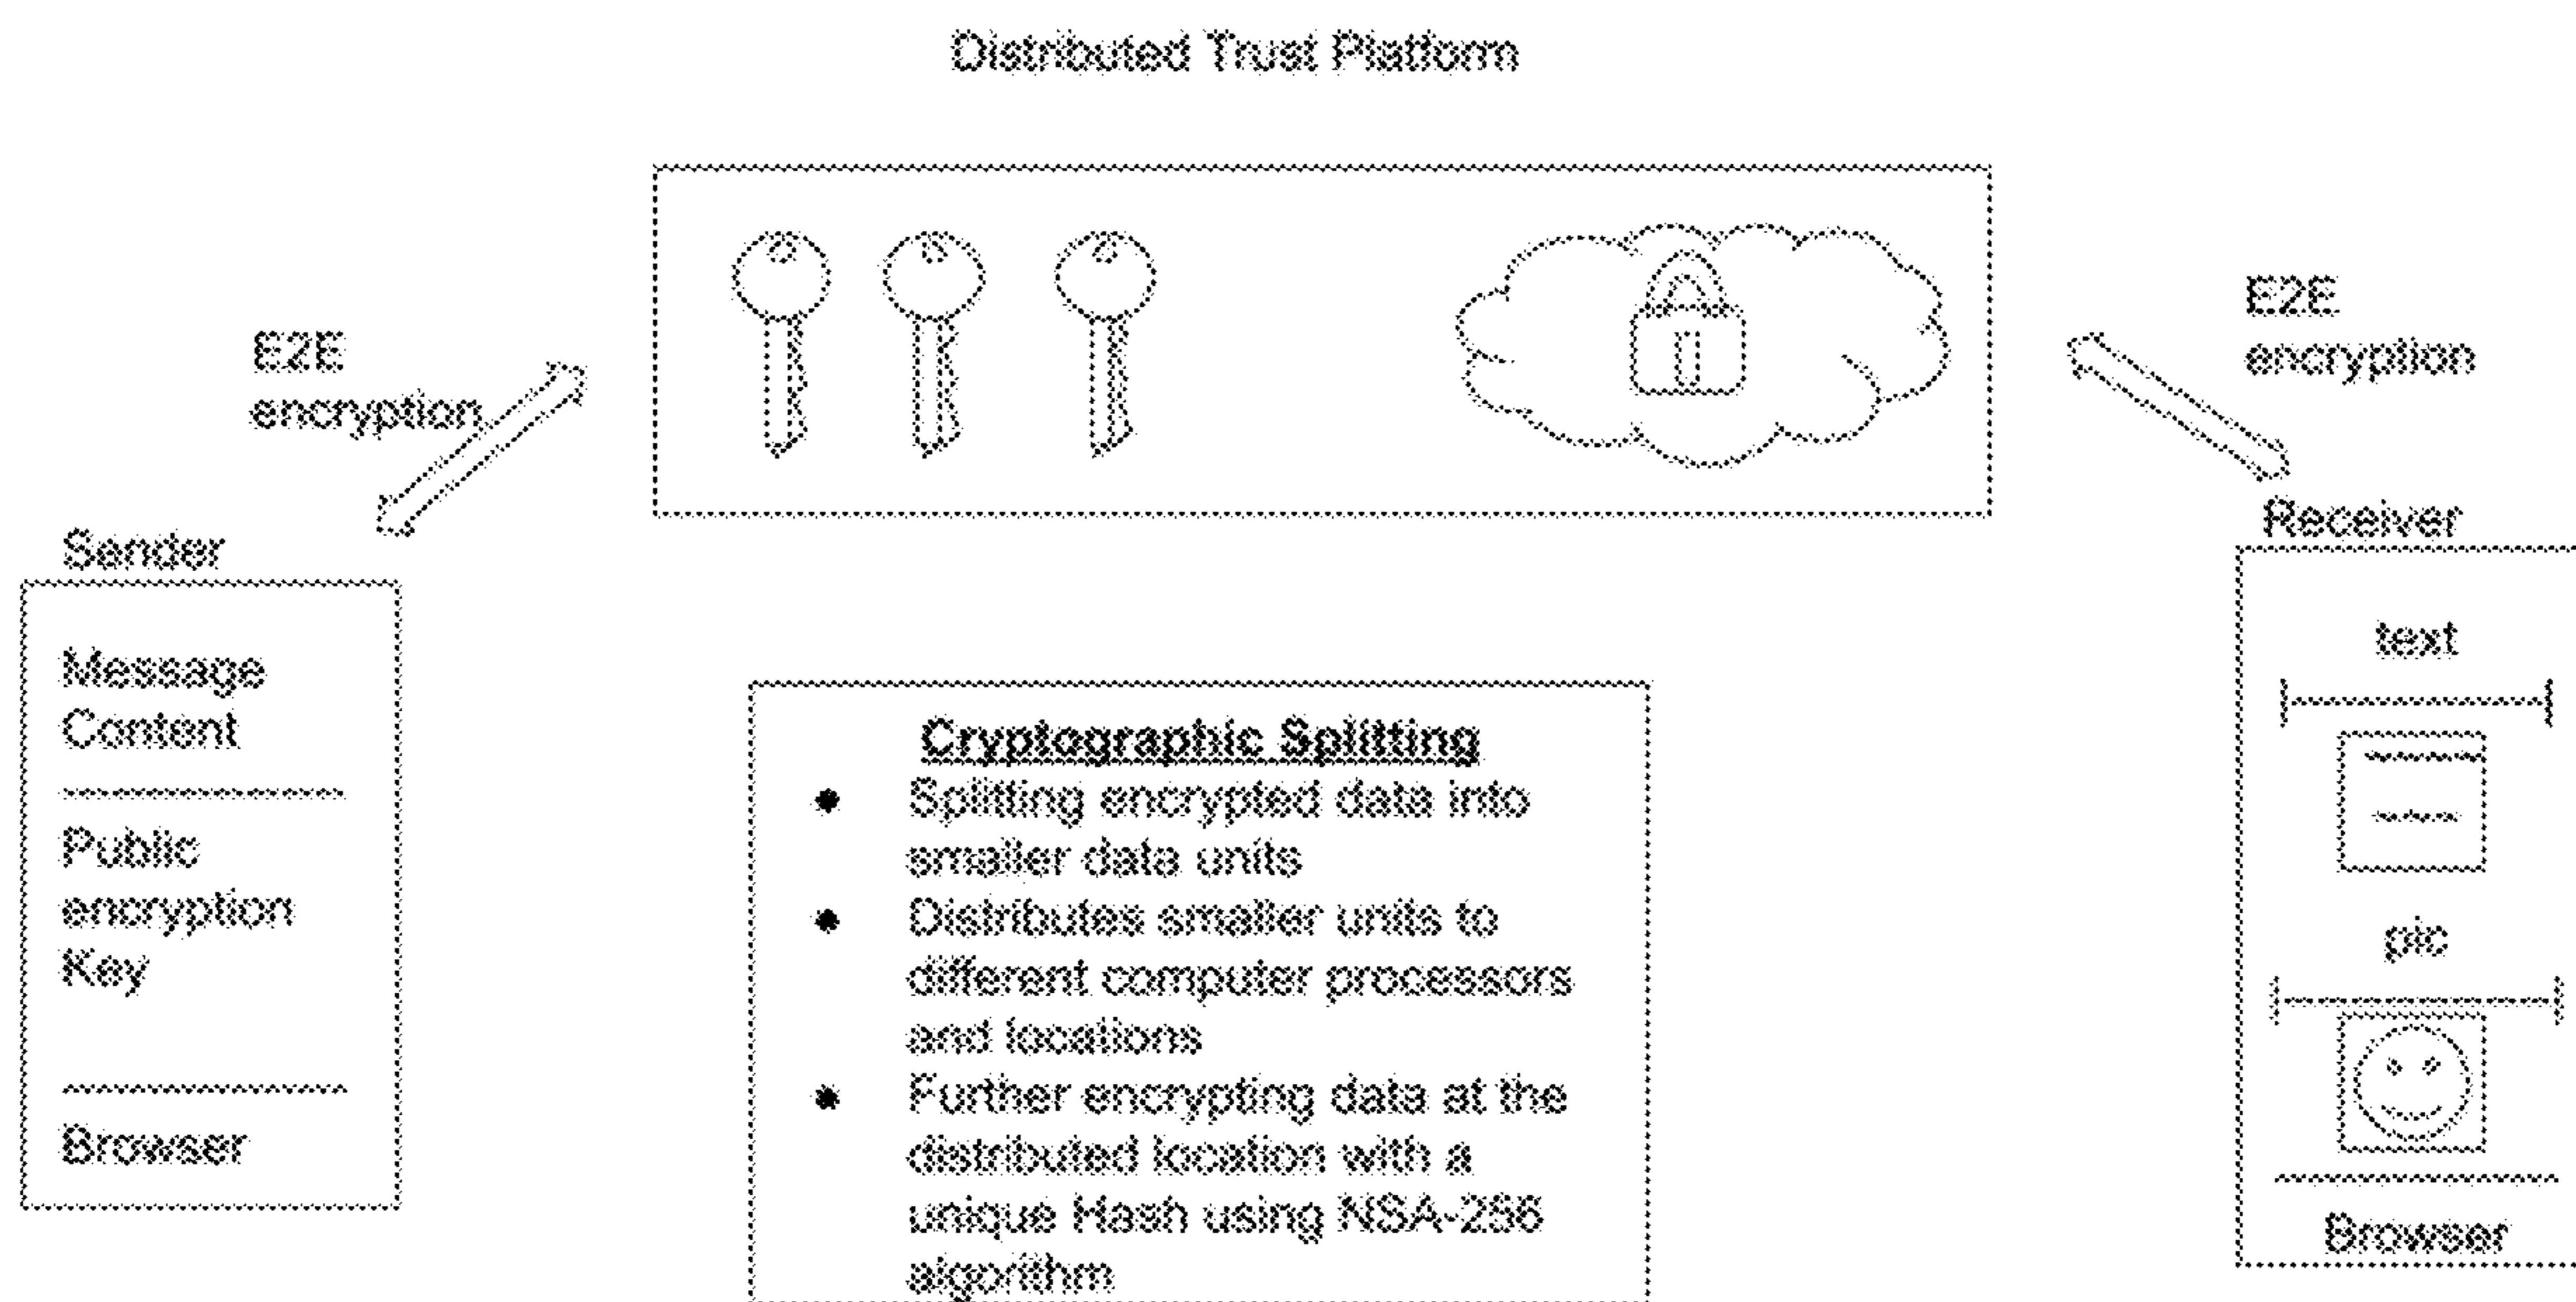 Distributed Trust Platform
E2E
encryption
E2E
encryption
Sender
Message
Content
Public
encryption
Key
Browser
Cryptographic Splitting
• Splitting encrypted data into
smaller data units
• Distributes smaller units to
different computer processors
and locations
• Further encrypting data at the
distributed location with a
unique Hash using NSA-256
algorithm
Receiver
text
pic
Browser